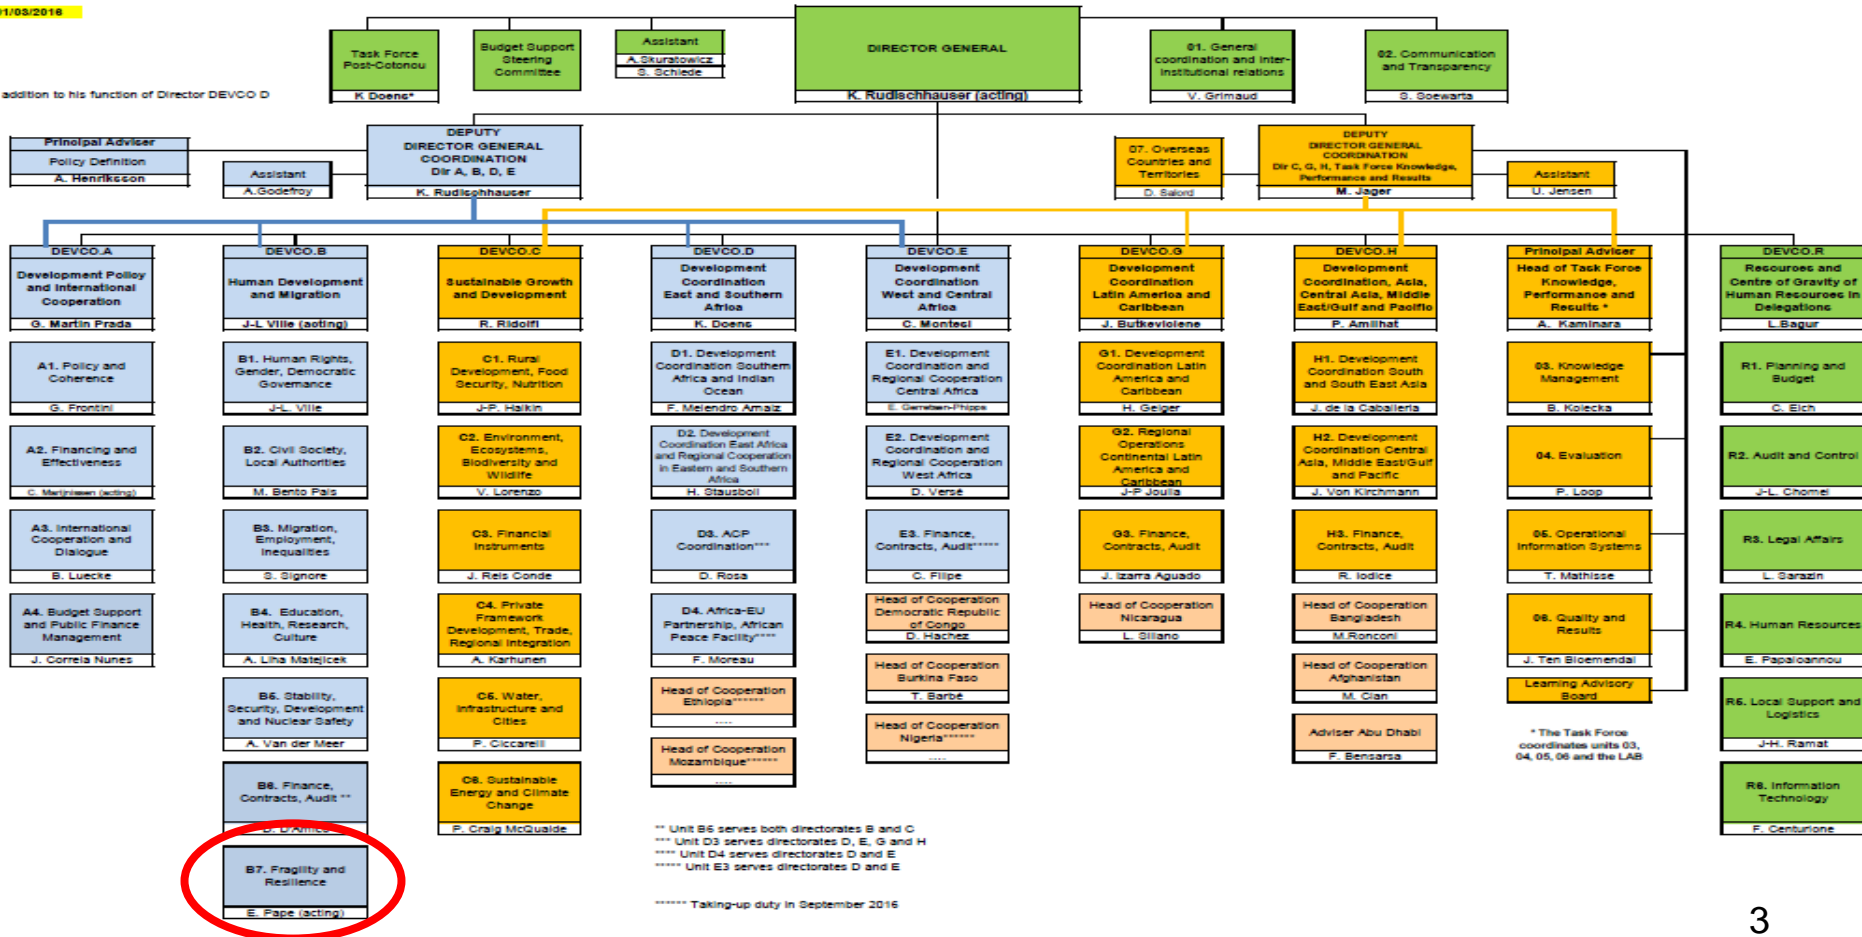 01/03/2016
addition to his function of Director DEVCO D
Task Force
Post-Cotonou
K Doens*
Budget Support
Steering
Committee
Assistant
A.Skuratowicz
S. Schlede
DIRECTOR GENERAL
K. Rudischhauser (acting)
01. General
coordination and inter-
institutional relations
V. Grimaud
02. Communication
and Transparency
S. Soewarta
Principal Adviser
Policy Definition
A. Henriksson
Assistant
A.Godefroy
DEPUTY
DIRECTOR GENERAL
COORDINATION
Dir A, B, D, E
K. Rudischhauser
07. Overseas
Countries and
Territories
D. Salord
DEPUTY
DIRECTOR GENERAL
COORDINATION
Dir C, G, H, Task Force Knowledge,
Performance and Results
M. Jager
Assistant
U. Jensen
DEVCO.A
Development Policy
and International
Cooperation
G. Martin Prada
A1. Policy and
Coherence
G. Frontini
A2. Financing and
Effectiveness
C. Marijnissen (acting)
A3. International
Cooperation and
Dialogue
B. Luecke
A4. Budget Support
and Public Finance
Management
J. Correia Nunes
DEVCO.B
Human Development
and Migration
J-L Ville (acting)
B1. Human Rights,
Gender, Democratic
Governance
J-L. Ville
B2. Civil Society,
Local Authorities
M. Bento Pais
B3. Migration,
Employment,
Inequalities
S. Signore
B4. Education,
Health, Research,
Culture
A. Liha Matejicek
B5. Stability,
Security, Development
and Nuclear Safety
A. Van der Meer
B6. Finance,
Contracts, Audit **
D. D'Amico
B7. Fragility and
Resilience
E. Pape (acting)
DEVCO.C
Sustainable Growth
and Development
R. Ridolfi
C1. Rural
Development, Food
Security, Nutrition
J-P. Halkin
C2. Environment,
Ecosystems,
Biodiversity and
Wildlife
V. Lorenzo
C3. Financial
Instruments
J. Reis Conde
C4. Private
Framework
Development, Trade,
Regional Integration
A. Karhunen
C5. Water,
Infrastructure and
Cities
P. Ciccarelli
C6. Sustainable
Energy and Climate
Change
P. Craig McQuaide
DEVCO.D
Development
Coordination
East and Southern
Africa
K. Doens
D1. Development
Coordination Southern
Africa and Indian
Ocean
F. Melendro Arnaiz
D2. Development
Coordination East Africa
and Regional Cooperation
in Eastern and Southern
Africa
H. Stausboll
D3. ACP
Coordination***
D. Rosa
D4. Africa-EU
Partnership, African
Peace Facility****
F. Moreau
Head of Cooperation
Ethiopia******
....
Head of Cooperation
Mozambique******
....
DEVCO.E
Development
Coordination
West and Central
Africa
C. Montesi
E1. Development
Coordination and
Regional Cooperation
Central Africa
E. Gerretsen-Phipps
E2. Development
Coordination and
Regional Cooperation
West Africa
D. Versé
E3. Finance,
Contracts, Audit*****
C. Filipe
Head of Cooperation
Democratic Republic
of Congo
D. Hachez
Head of Cooperation
Burkina Faso
T. Barbé
Head of Cooperation
Nigeria******
....
DEVCO.G
Development
Coordination
Latin America and
Caribbean
J. Butkeviciene
G1. Development
Coordination Latin
America and
Caribbean
H. Geiger
G2. Regional
Operations
Continental Latin
America and
Caribbean
J-P Joulia
G3. Finance,
Contracts, Audit
J. Izarra Aguado
Head of Cooperation
Nicaragua
L. Siliano
DEVCO.H
Development
Coordination, Asia,
Central Asia, Middle
East/Gulf and Pacific
P. Amilhat
H1. Development
Coordination South
and South East Asia
J. de la Caballeria
H2. Development
Coordination Central
Asia, Middle East/Gulf
and Pacific
J. Von Kirchmann
H3. Finance,
Contracts, Audit
R. Iodice
Head of Cooperation
Bangladesh
M.Ronconi
Head of Cooperation
Afghanistan
M. Cian
Adviser Abu Dhabi
F. Bensarsa
Principal Adviser
Head of Task Force
Knowledge,
Performance and
Results *
A. Kaminara
03. Knowledge
Management
B. Kolecka
04. Evaluation
P. Loop
05. Operational
Information Systems
T. Mathisse
06. Quality and
Results
J. Ten Bloemendal
Learning Advisory
Board
* The Task Force
coordinates units 03,
04, 05, 06 and the LAB
DEVCO.R
Resources and
Centre of Gravity of
Human Resources in
Delegations
L.Bagur
R1. Planning and
Budget
C. Eich
R2. Audit and Control
J-L. Chomel
R3. Legal Affairs
L. Sarazin
R4. Human Resources
E. Papaioannou
R5. Local Support and
Logistics
J-H. Ramat
R6. Information
Technology
F. Centurione
** Unit B6 serves both directorates B and C
*** Unit D3 serves directorates D, E, G and H
**** Unit D4 serves directorates D and E
***** Unit E3 serves directorates D and E
****** Taking-up duty in September 2016
3